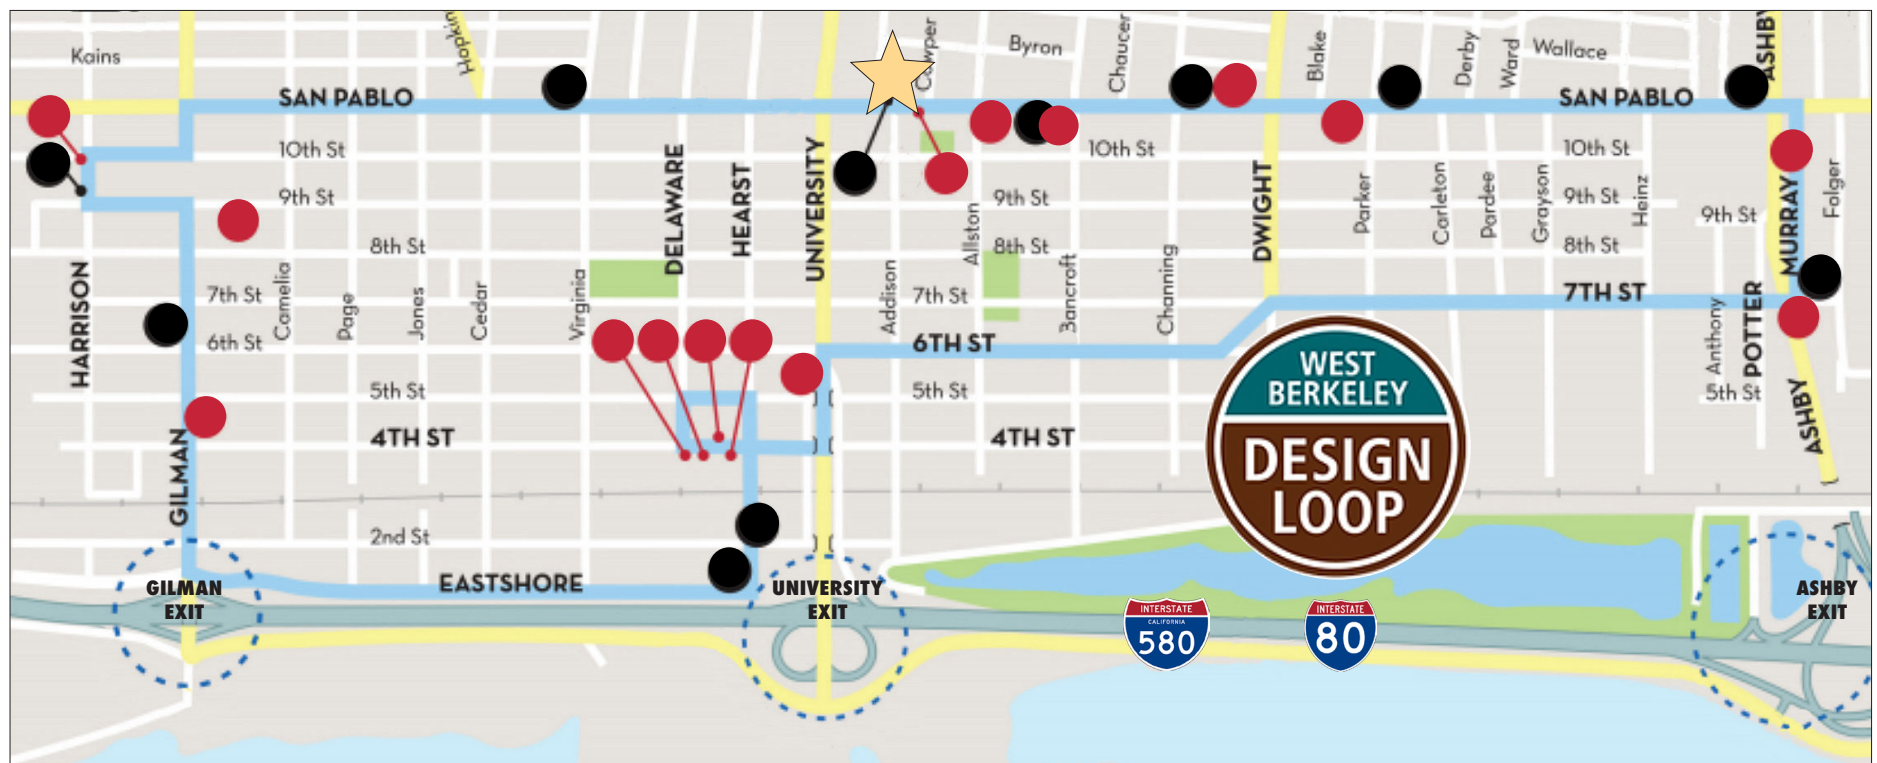 Kains
Hopkin
Cowper
Byron
Chaucer
Blake
Derby
Ward
Wallace
ASHBY
SAN PABLO
SAN PABLO
10th St
10th St
10th St
9th St
9th St
9th St
9th St
8th St
8th St
8th St
7th St
7th St
7TH ST
6th St
6TH ST
5th St
5th St
5th St
4TH ST
4TH ST
2nd St
EASTSHORE
HARRISON
GILMAN
Camelia
Page
Jones
Cedar
Virginia
DELAWARE
HEARST
UNIVERSITY
Addison
Allston
Bancroft
Channing
DWIGHT
Parker
Carleton
Pardee
Grayson
Heinz
Anthony
POTTER
MURRAY
Folger
ASHBY
WEST
BERKELEY
DESIGN
LOOP
GILMAN
EXIT
UNIVERSITY
EXIT
ASHBY
EXIT
INTERSTATE
CALIFORNIA
580
INTERSTATE
80